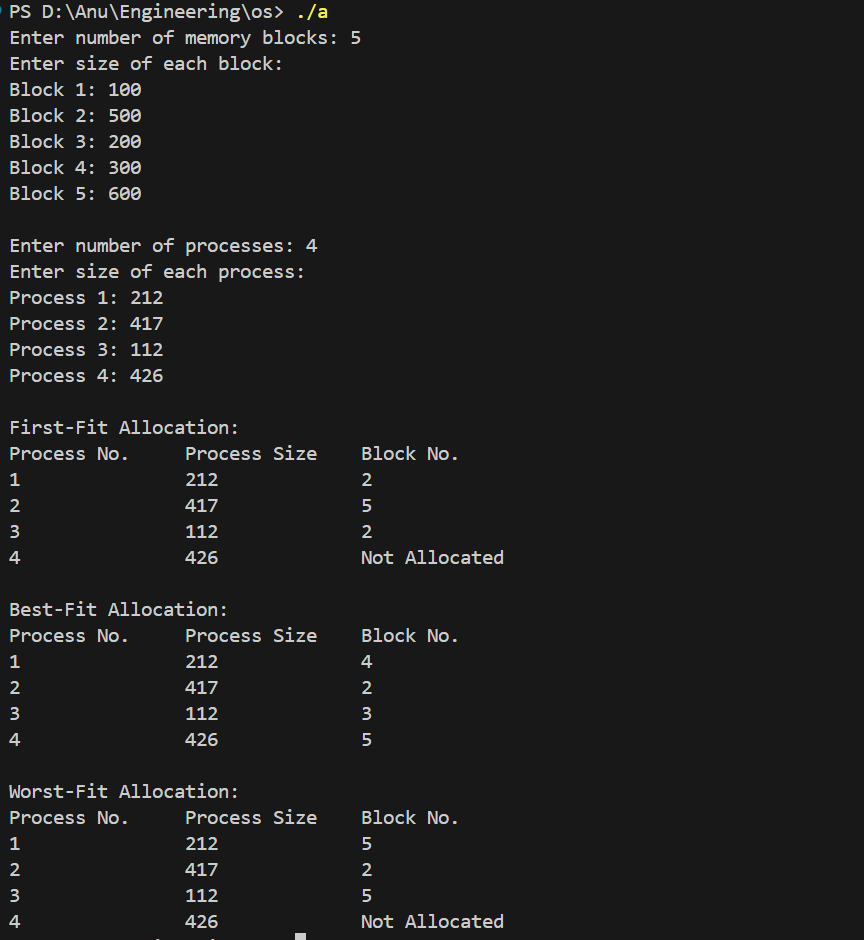 PS D:\Anu\Engineering\os> ./a
Enter number of memory blocks: 5
Enter size of each block:
Block 1: 100
Block 2: 500
Block 3: 200
Block 4: 300
Block 5: 600

Enter number of processes: 4
Enter size of each process:
Process 1: 212
Process 2: 417
Process 3: 112
Process 4: 426

First-Fit Allocation:
Process No.     Process Size    Block No.
1               212             2
2               417             5
3               112             2
4               426             Not Allocated

Best-Fit Allocation:
Process No.     Process Size    Block No.
1               212             4
2               417             2
3               112             3
4               426             5

Worst-Fit Allocation:
Process No.     Process Size    Block No.
1               212             5
2               417             2
3               112             5
4               426             Not Allocated